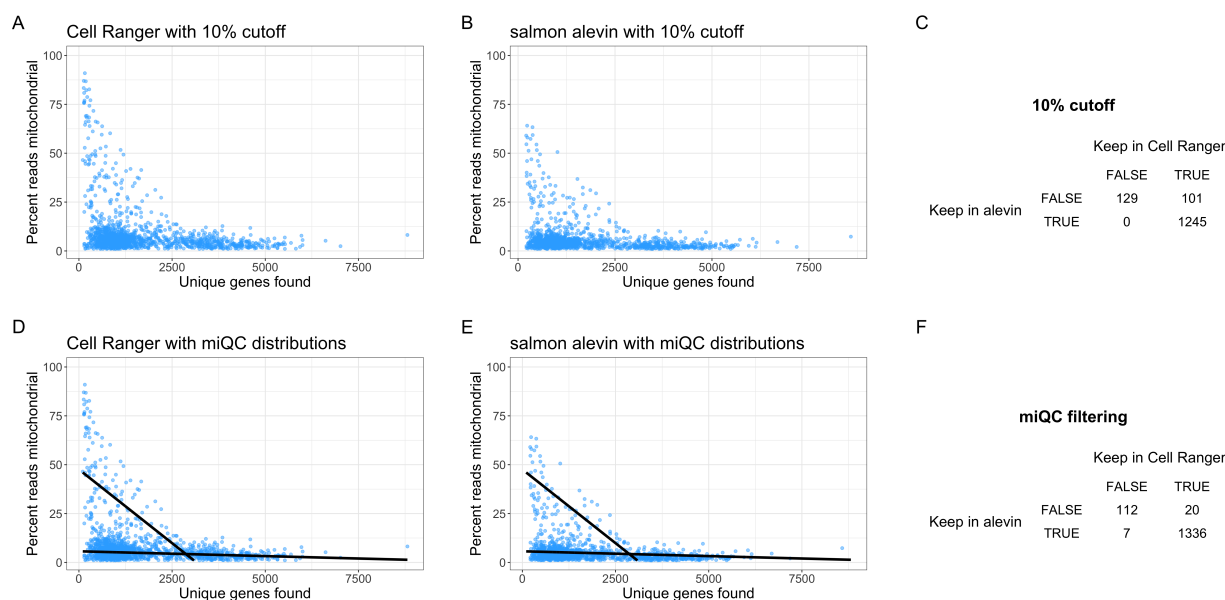 A
Cell Ranger with 10% cutoff
Percent reads mitochondrial
100
75
50
25
0
0 2500 5000 7500
Unique genes found
B
salmon alevin with 10% cutoff
Percent reads mitochondrial
100
75
50
25
0
0 2500 5000 7500
Unique genes found
C
10% cutoff
Keep in Cell Ranger
FALSE TRUE
Keep in alevin
FALSE 129 101
TRUE 0 1245
D
Cell Ranger with miQC distributions
Percent reads mitochondrial
100
75
50
25
0
0 2500 5000 7500
Unique genes found
E
salmon alevin with miQC distributions
Percent reads mitochondrial
100
75
50
25
0
0 2500 5000 7500
Unique genes found
F
miQC filtering
Keep in Cell Ranger
FALSE TRUE
Keep in alevin
FALSE 112 20
TRUE 7 1336